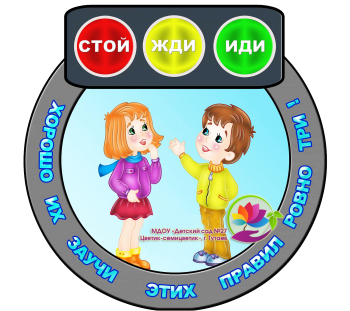 СТОЙ ЖДИ ИДИ
ХОРОШО ИХ ЗАУЧИ ЭТИХ ПРАВИЛ РОВНО ТРИ!
МДОУ «Детский сад №27
Цветик-семицветик», г.Тутаев